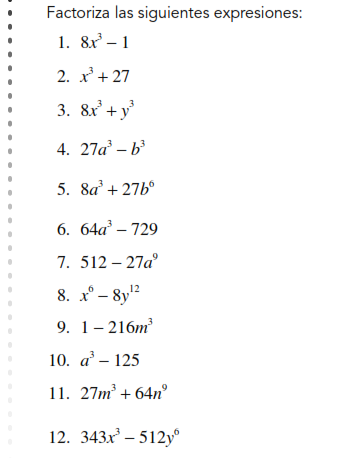 Factoriza las siguientes expresiones:
1. 8x³ – 1
2. x³ + 27
3. 8x³ + y³
4. 27a³ – b³
5. 8a³ + 27b⁶
6. 64a³ – 729
7. 512 – 27a⁹
8. x⁶ – 8y¹²
9. 1 – 216m³
10. a³ – 125
11. 27m³ + 64n⁹
12. 343x³ – 512y⁶